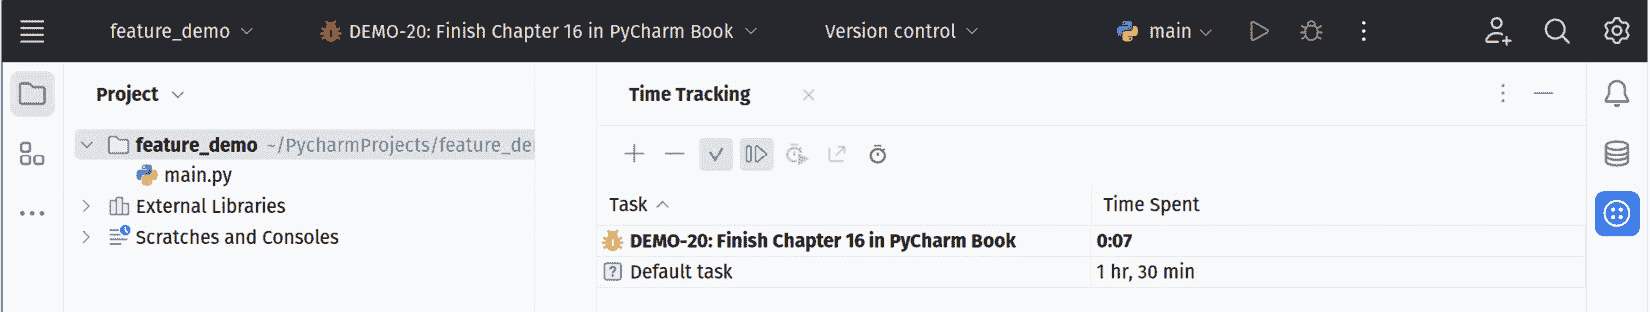 feature_demo DEMO-20: Finish Chapter 16 in PyCharm Book Version control main
Project
feature_demo ~/PycharmProjects/feature_de
main.py
External Libraries
Scratches and Consoles
Time Tracking
Task Time Spent
DEMO-20: Finish Chapter 16 in PyCharm Book 0:07
Default task 1 hr, 30 min